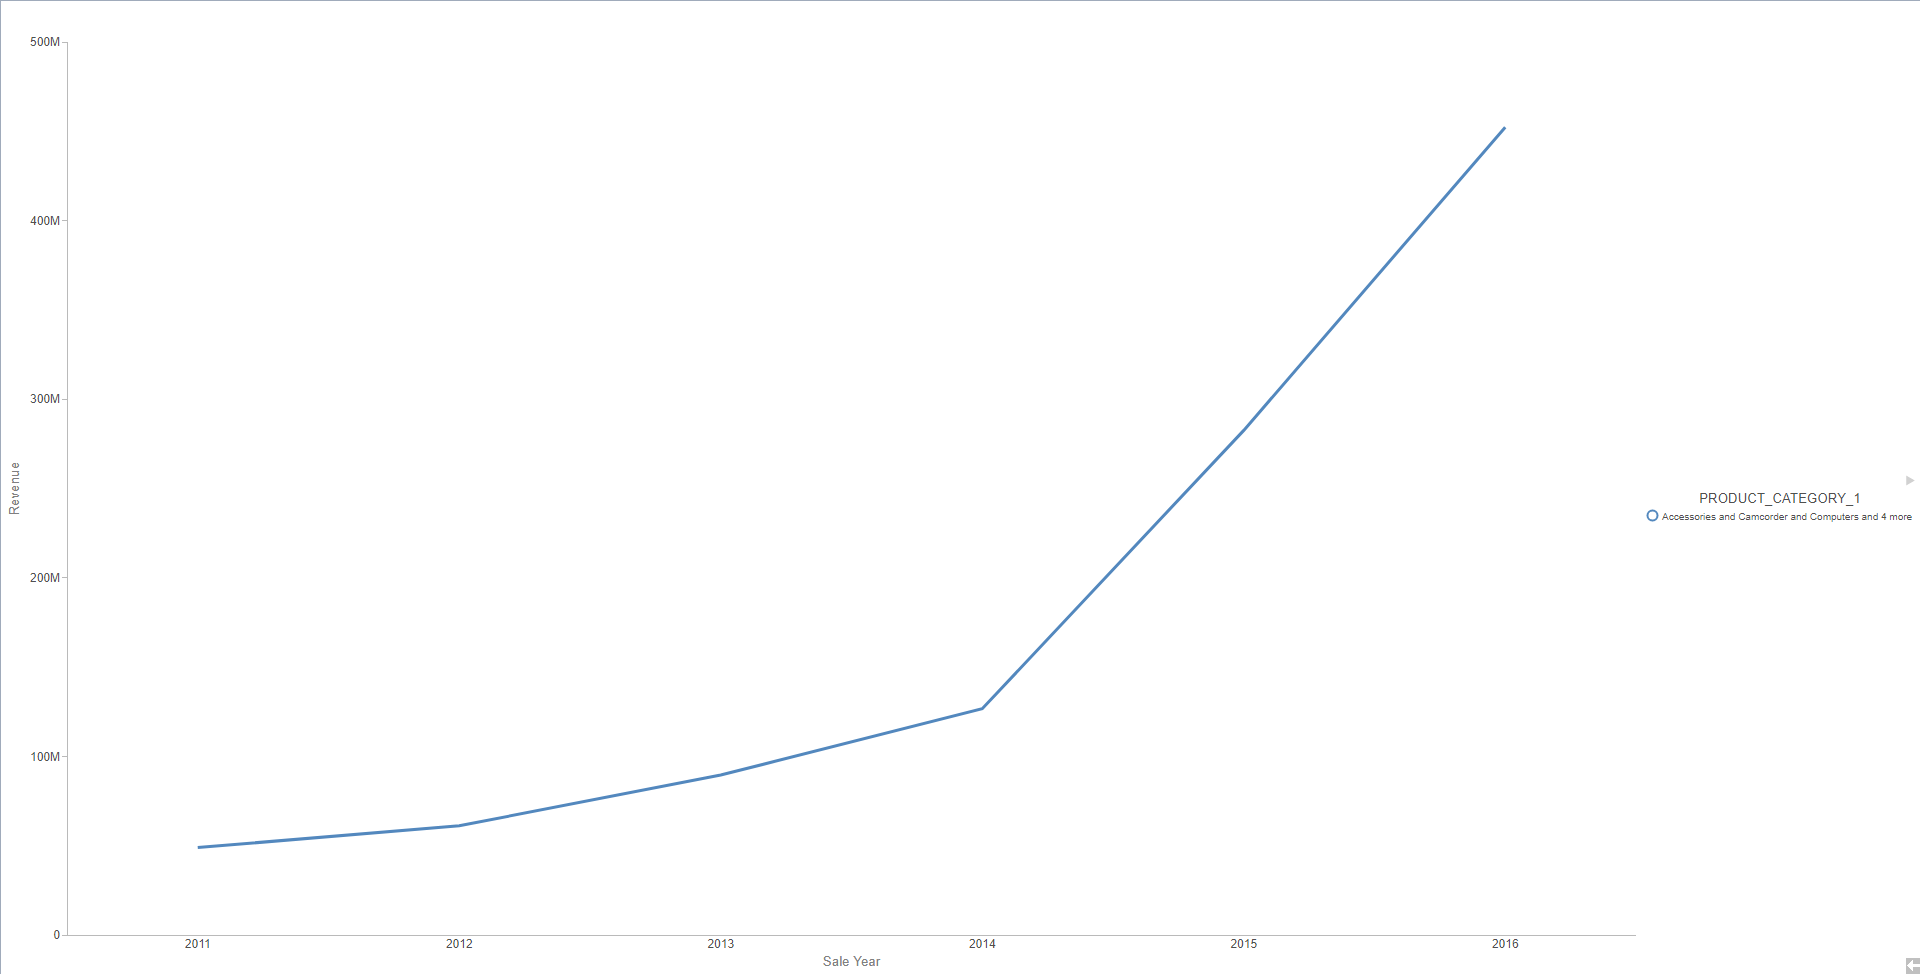 500M
400M
300M
200M
100M
0
Revenue
2011 2012 2013 2014 2015 2016
Sale Year
PRODUCT_CATEGORY_1
Accessories and Camcorder and Computers and 4 more